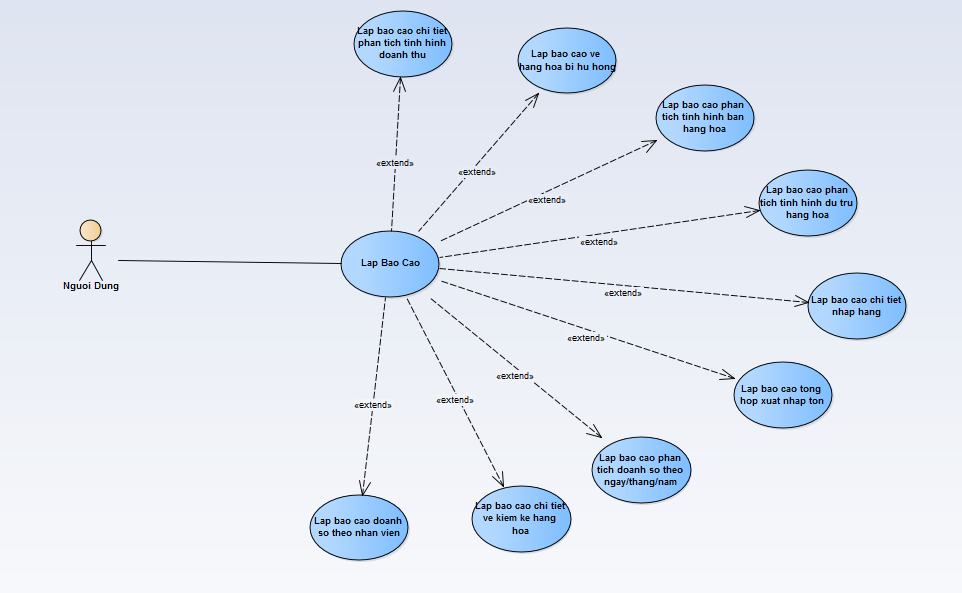 Lap bao cao chi tiet
phan tich tinh hinh
doanh thu
Lap bao cao ve
hang hoa bi hu hong
Lap bao cao phan
tich tinh hinh ban
hang hoa
Lap bao cao phan
tich tinh hinh du tru
hang hoa
Lap bao cao chi tiet
nhap hang
Lap bao cao tong
hop xuat nhap ton
Lap bao cao phan
tich doanh so theo
ngay/thang/nam
Lap bao cao chi tiet
ve kiem ke hang
hoa
Lap bao cao doanh
so theo nhan vien
Lap Bao Cao
Nguoi Dung
«extend»
«extend»
«extend»
«extend»
«extend»
«extend»
«extend»
«extend»
«extend»